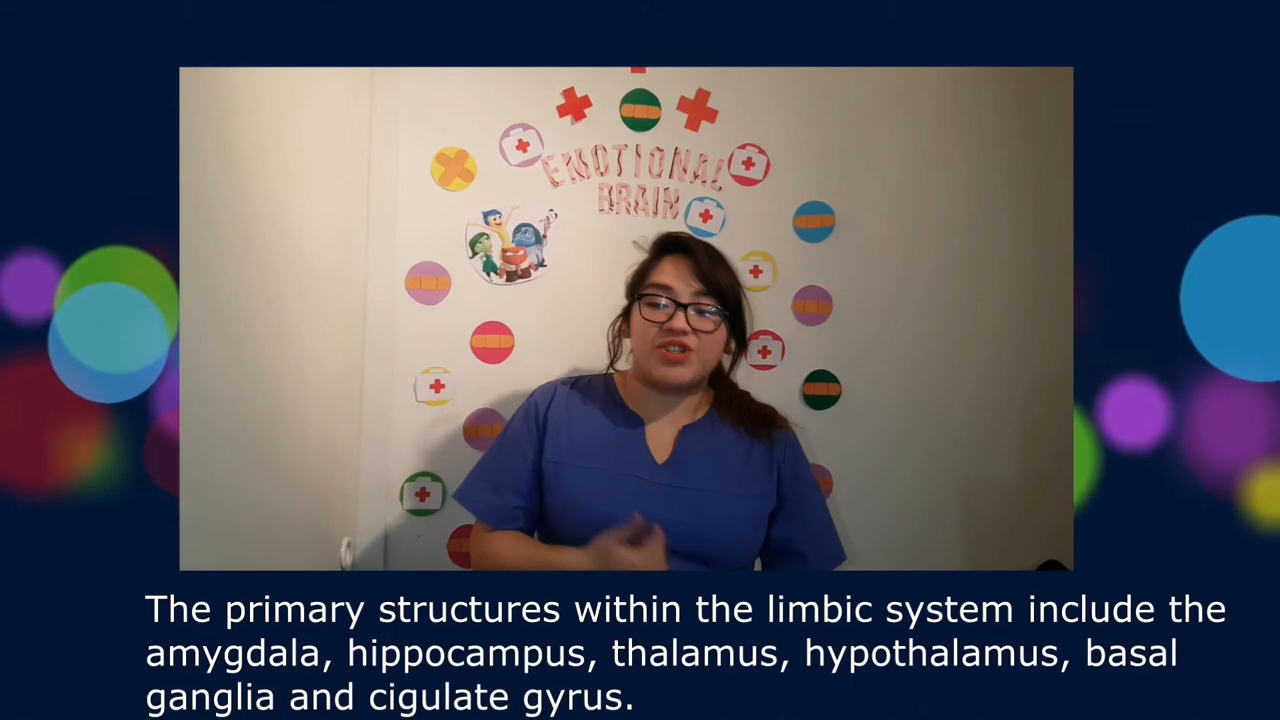 EMOTIONAL
BRAIN
The primary structures within the limbic system include the
amygdala, hippocampus, thalamus, hypothalamus, basal
ganglia and cigulate gyrus.